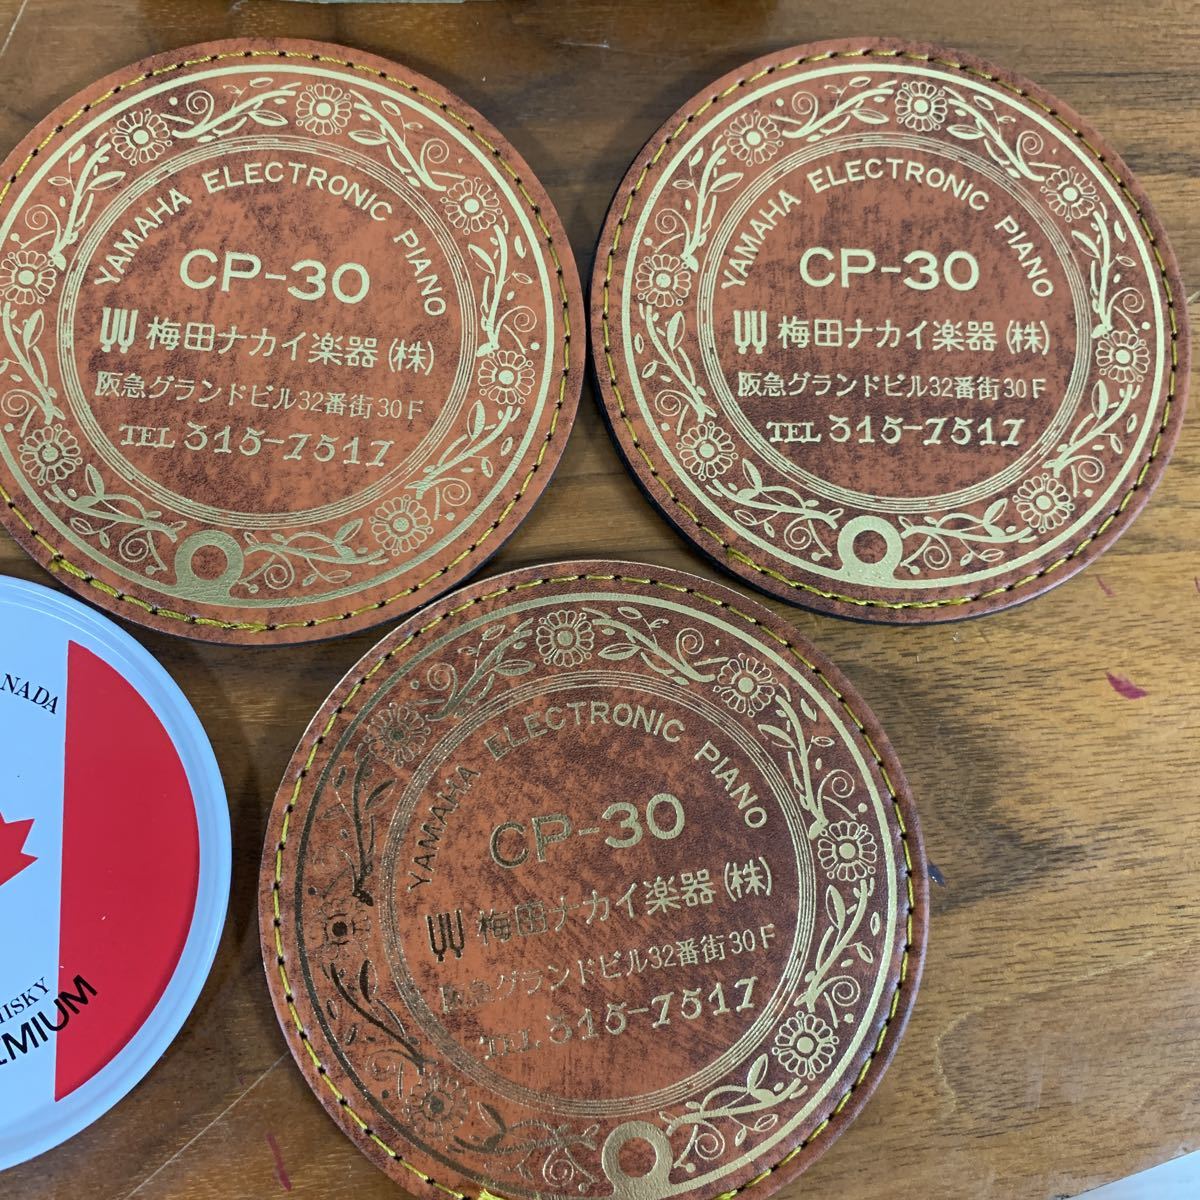 YAMAHA ELECTRONIC PIANO
CP-30
梅田ナカイ楽器(株)
阪急グランドビル32番街30F
TEL 315-7517
YAMAHA ELECTRONIC PIANO
CP-30
梅田ナカイ楽器(株)
阪急グランドビル32番街30F
TEL 315-7517
YAMAHA ELECTRONIC PIANO
CP-30
梅田ナカイ楽器(株)
阪急グランドビル32番街30F
TEL 315-7517
NADA
HISKY
EMIUM